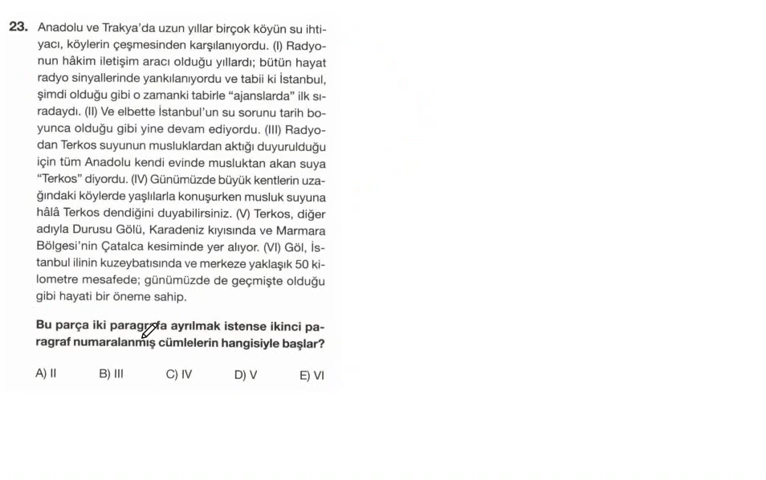 23. Anadolu ve Trakya'da uzun yıllar birçok köyün su ihti-
yacı, köylerin çeşmesinden karşılanıyordu. (I) Radyo-
nun hâkim iletişim aracı olduğu yıllardı; bütün hayat
radyo sinyallerinde yankılanıyordu ve tabii ki İstanbul,
şimdi olduğu gibi o zamanki tabirle “ajanslarda” ilk sı-
radaydı. (II) Ve elbette İstanbul'un su sorunu tarih bo-
yunca olduğu gibi yine devam ediyordu. (III) Radyo-
dan Terkos suyunun musluklardan aktığı duyurulduğu
için tüm Anadolu kendi evinde musluktan akan suya
“Terkos” diyordu. (IV) Günümüzde büyük kentlerin uza-
ğındaki köylerde yaşlılarla konuşurken musluk suyuna
hâlâ Terkos dendiğini duyabilirsiniz. (V) Terkos, diğer
adıyla Durusu Gölü, Karadeniz kıyısında ve Marmara
Bölgesi'nin Çatalca kesiminde yer alıyor. (VI) Göl, İs-
tanbul ilinin kuzeybatısında ve merkeze yaklaşık 50 ki-
lometre mesafede; günümüzde de geçmişte olduğu
gibi hayati bir öneme sahip.
Bu parça iki paragrafa ayrılmak istense ikinci pa-
ragraf numaralanmış cümlelerin hangisiyle başlar?
A) II B) III C) IV D) V E) VI